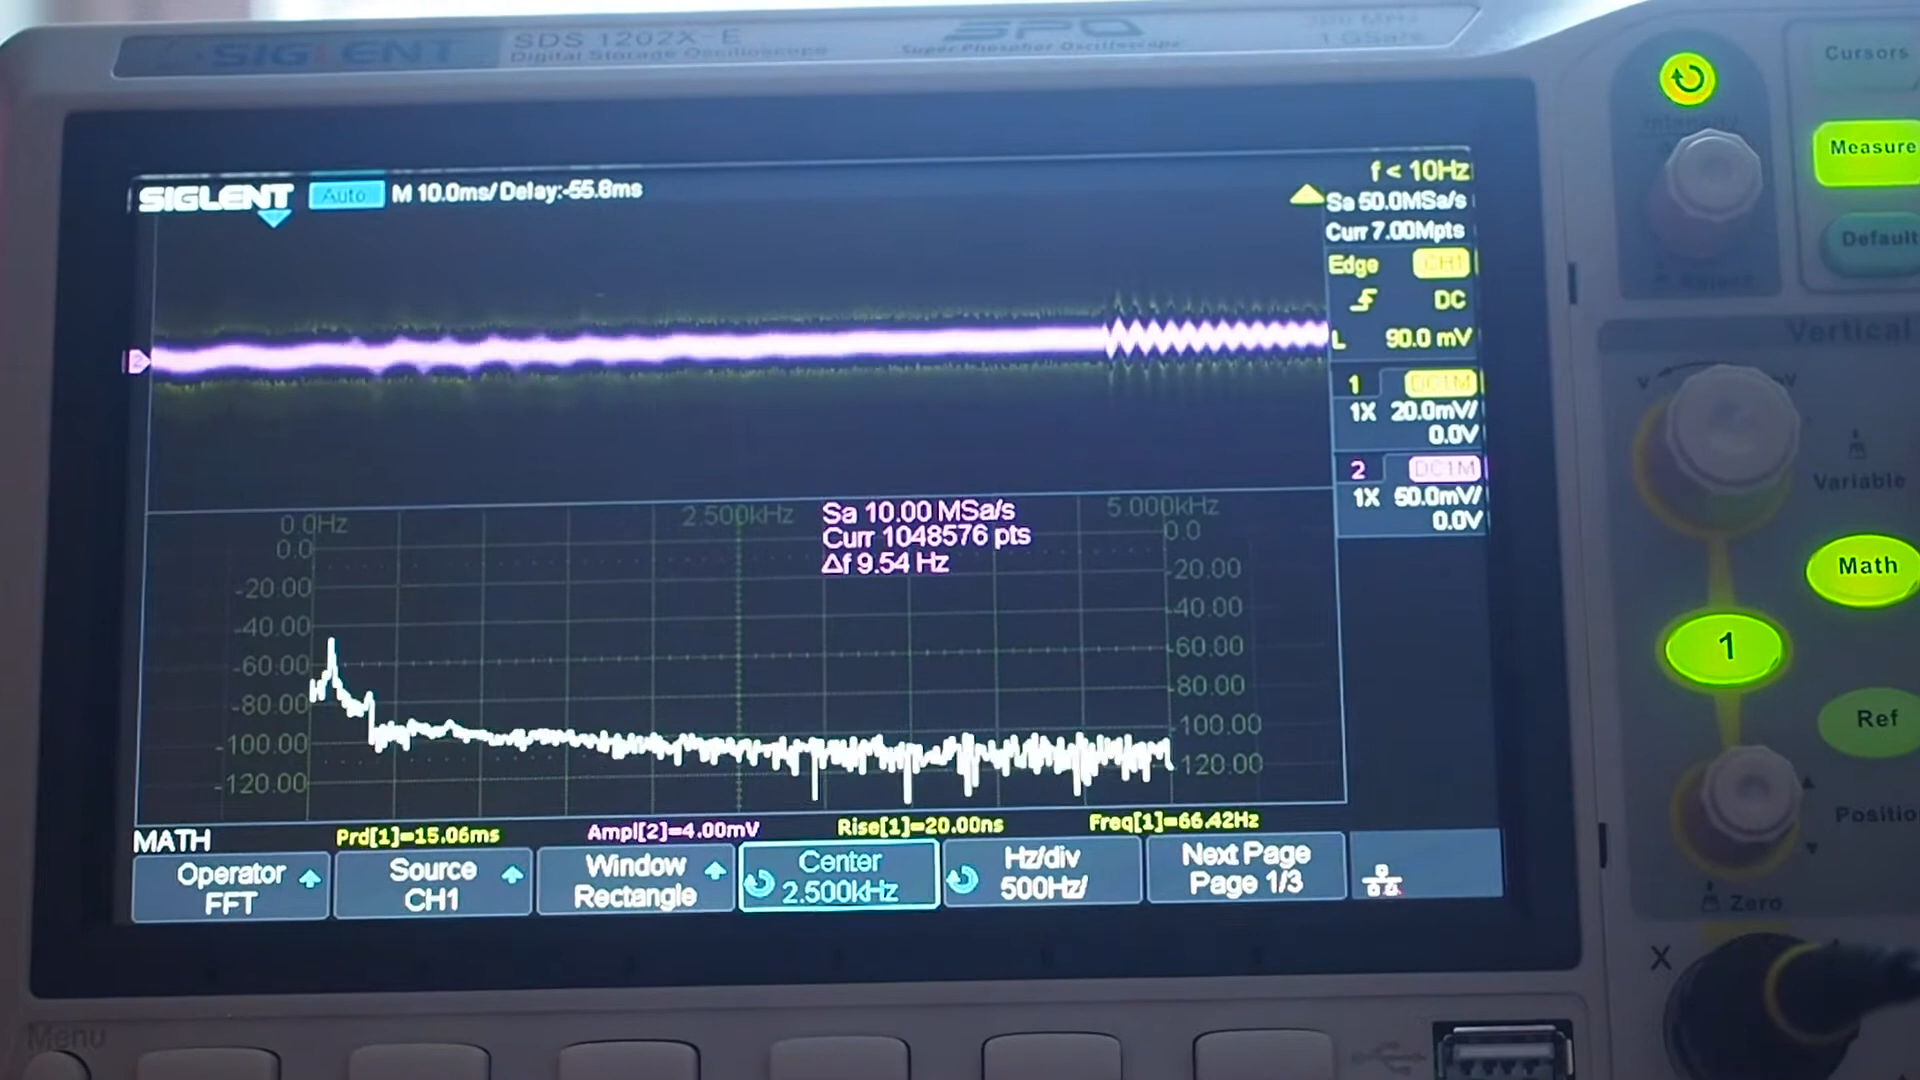 SIGLENT
SDS 1202X-E
Digital Storage Oscilloscope
SPO
Super Phosphor Oscilloscope
1 GSa/s
Cursors
Intensity
Measure
Default
SIGLENT Auto M 10.0ms/ Delay:-55.8ms
f < 10Hz
Sa 50.0MSa/s
Curr 7.00Mpts
Edge CH1
DC
L 90.0 mV
1 DC1M
1X 20.0mV/
0.0V
2 DC1M
1X 50.0mV/
0.0V
2
0.0Hz 2.500kHz 5.000kHz
Sa 10.00 MSa/s
Curr 1048576 pts
Δf 9.54 Hz
0.0 0.0
-20.00 -20.00
-40.00 -40.00
-60.00 -60.00
-80.00 -80.00
-100.00 -100.00
-120.00 -120.00
MATH Prd[1]=15.06ms Ampl[2]=4.00mV Rise[1]=20.00ns Freq[1]=66.42Hz
Operator FFT
Source CH1
Window Rectangle
Center 2.500kHz
Hz/div 500Hz/
Next Page Page 1/3
Vertical
V
Variable
Math
1
Ref
Zero
X
Menu